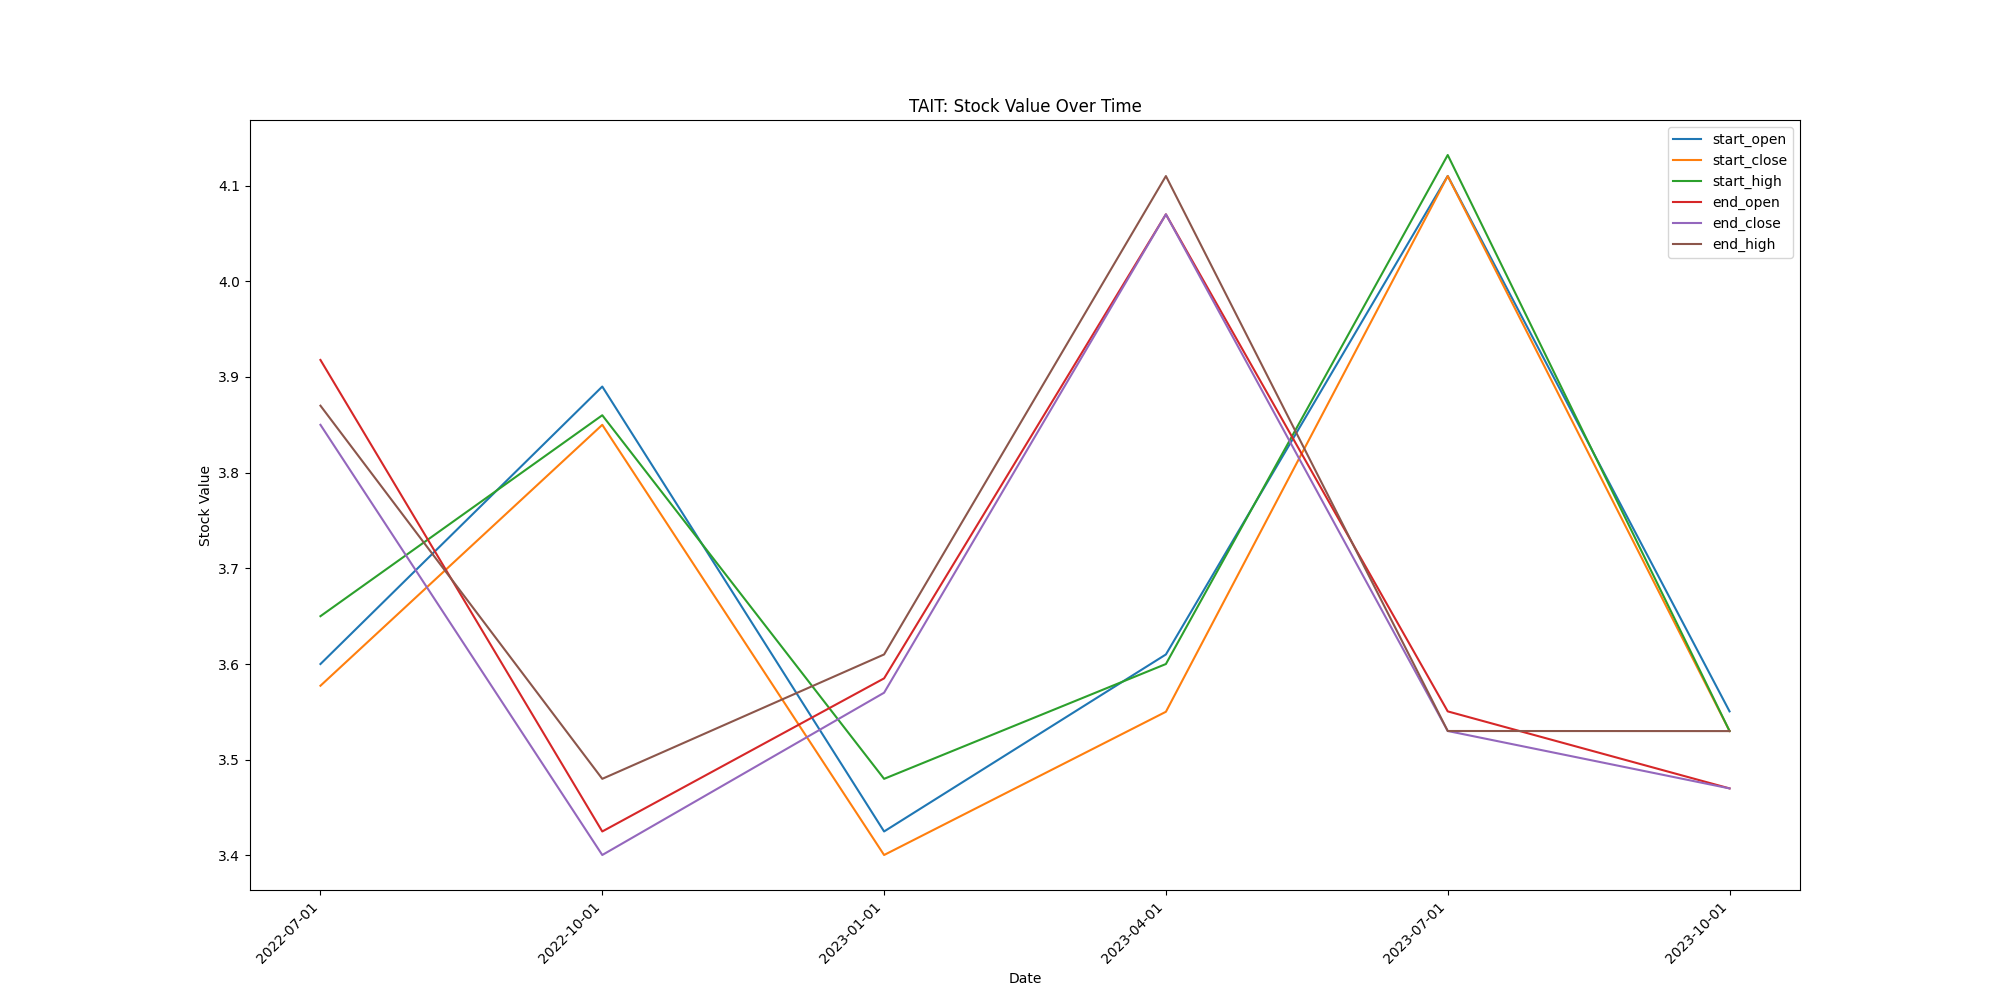 TAIT: Stock Value Over Time
start_open
start_close
start_high
end_open
end_close
end_high
Stock Value
4.1
4.0
3.9
3.8
3.7
3.6
3.5
3.4
2022-07-01
2022-10-01
2023-01-01
2023-04-01
2023-07-01
2023-10-01
Date